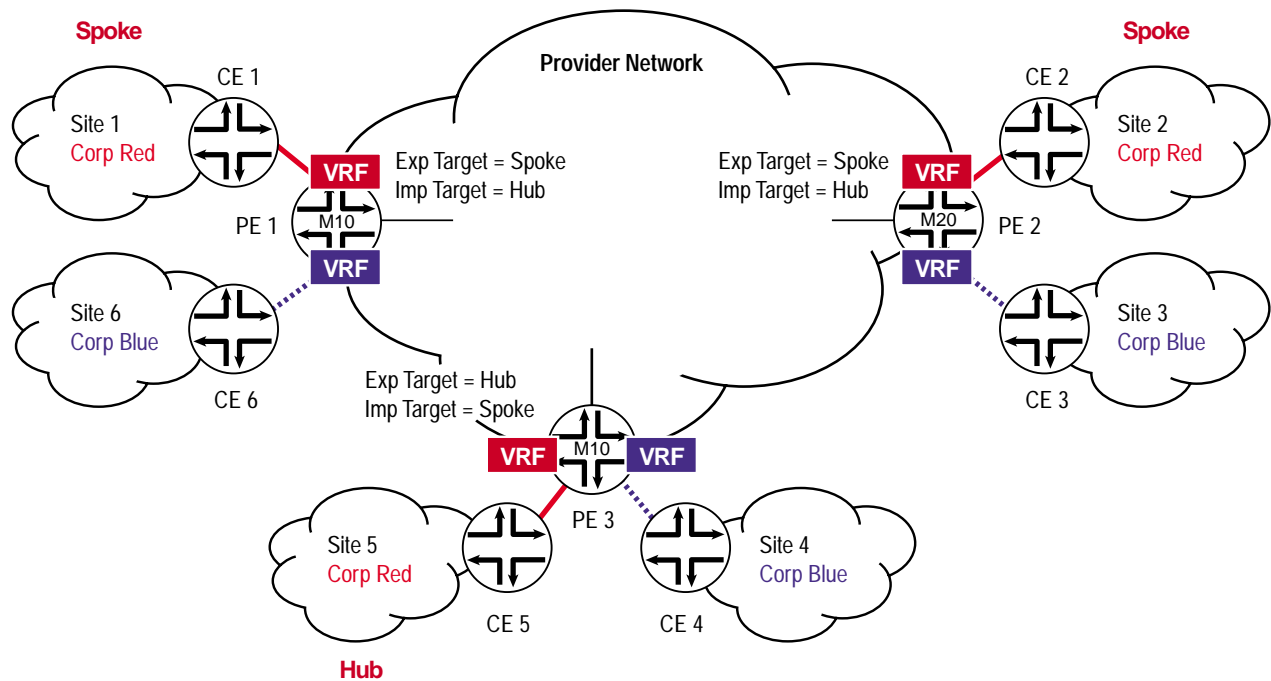 Spoke
Spoke
Provider Network
CE 1
CE 2
Site 1
Corp Red
Site 2
Corp Red
VRF
Exp Target = Spoke
Imp Target = Hub
Exp Target = Spoke
Imp Target = Hub
VRF
PE 1
M10
M20
PE 2
VRF
VRF
Site 6
Corp Blue
Site 3
Corp Blue
CE 6
CE 3
Exp Target = Hub
Imp Target = Spoke
VRF
M10
VRF
PE 3
Site 5
Corp Red
Site 4
Corp Blue
CE 5
CE 4
Hub